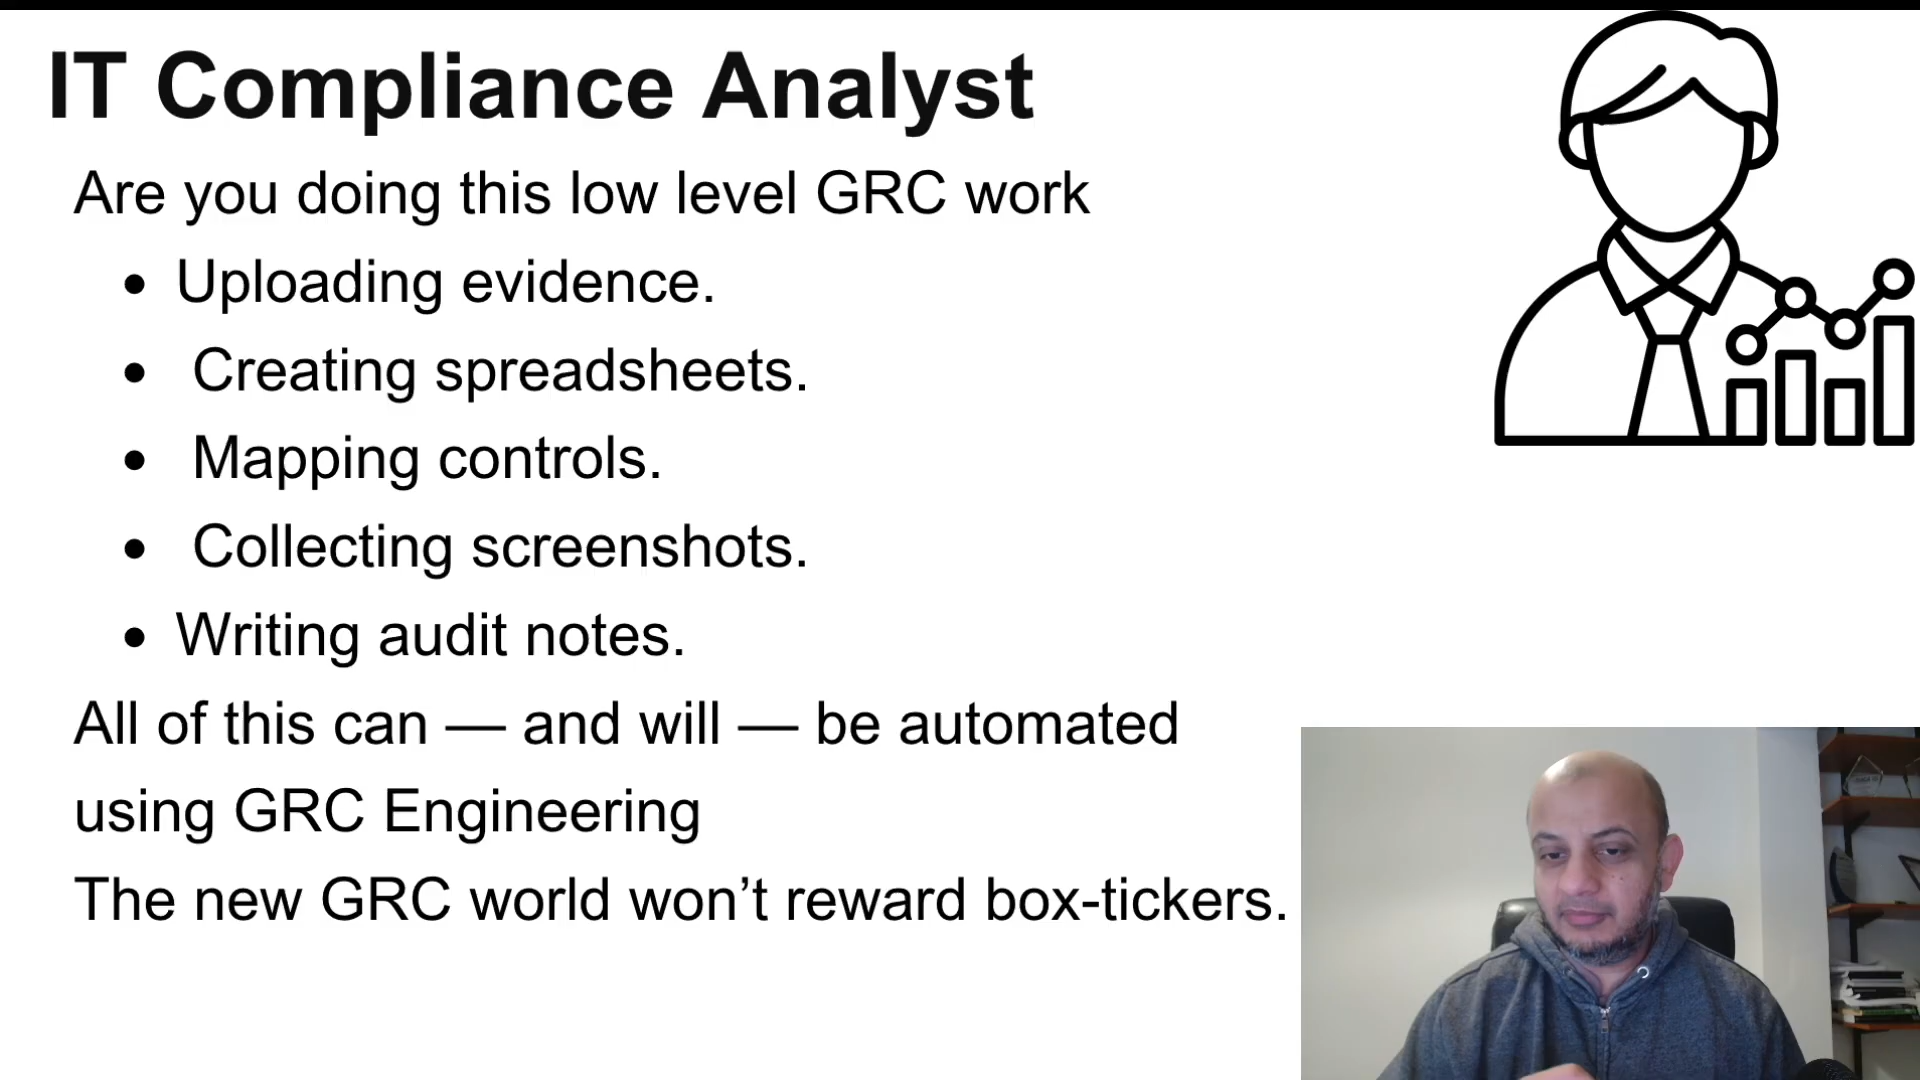 IT Compliance Analyst
Are you doing this low level GRC work
• Uploading evidence.
• Creating spreadsheets.
• Mapping controls.
• Collecting screenshots.
• Writing audit notes.
All of this can — and will — be automated
using GRC Engineering
The new GRC world won’t reward box-tickers.